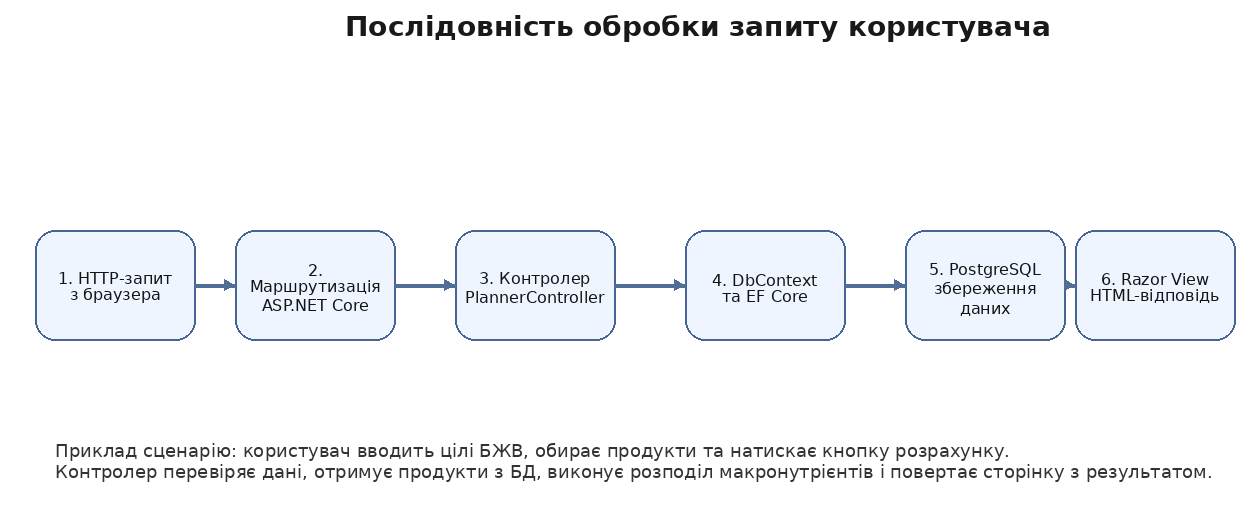 Послідовність обробки запиту користувача
1. HTTP-запит
з браузера
2.
Маршрутизація
ASP.NET Core
3. Контролер
PlannerController
4. DbContext
та EF Core
5. PostgreSQL
збереження
даних
6. Razor View
HTML-відповідь
Приклад сценарію: користувач вводить цілі БЖВ, обирає продукти та натискає кнопку розрахунку.
Контролер перевіряє дані, отримує продукти з БД, виконує розподіл макронутрієнтів і повертає сторінку з результатом.